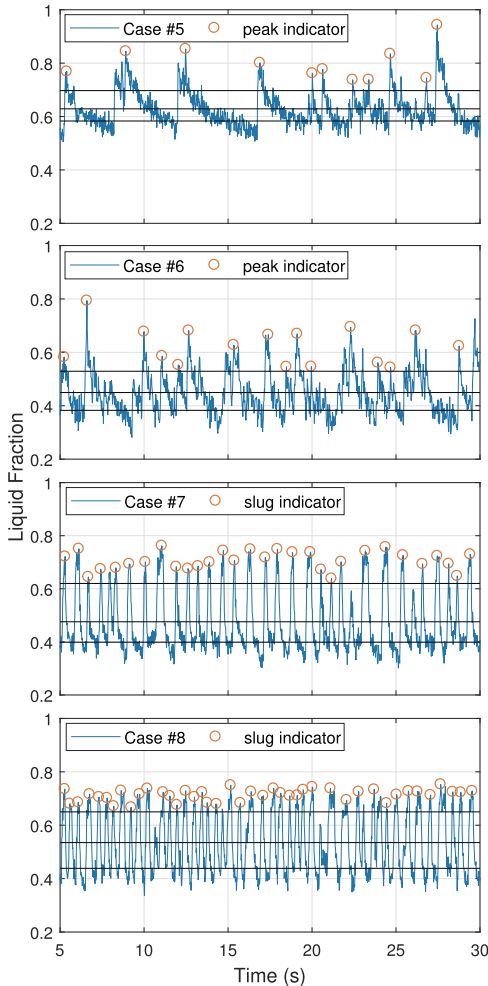 Case #5 peak indicator
1
0.8
0.6
0.4
0.2
Case #6 peak indicator
1
0.8
0.6
0.4
0.2
Liquid Fraction
Case #7 slug indicator
1
0.8
0.6
0.4
0.2
Case #8 slug indicator
1
0.8
0.6
0.4
0.2
5 10 15 20 25 30
Time (s)